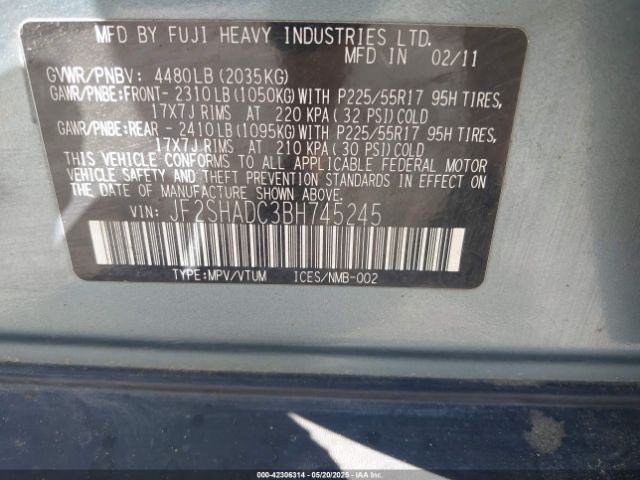 MFD BY FUJI HEAVY INDUSTRIES LTD.
MFD IN 02/11
GVWR/PNBV: 4480LB (2035KG)
GAWR/PNBE:FRONT- 2310LB (1050KG) WITH P225/55R17 95H TIRES,
17X7J RIMS AT 220 KPA ( 32 PSI) COLD
GAWR/PNBE:REAR - 2410LB (1095KG) WITH P225/55R17 95H TIRES,
17X7J RIMS AT 210 KPA ( 30 PSI) COLD
THIS VEHICLE CONFORMS TO ALL APPLICABLE FEDERAL MOTOR
VEHICLE SAFETY AND THEFT PREVENTION STANDARDS IN EFFECT ON
THE DATE OF MANUFACTURE SHOWN ABOVE.
VIN: JF2SHADC3BH745245
TYPE:MPV/VTUM ICES/NMB-002
000-42306314 - 05/20/2025 - www.iaai.com